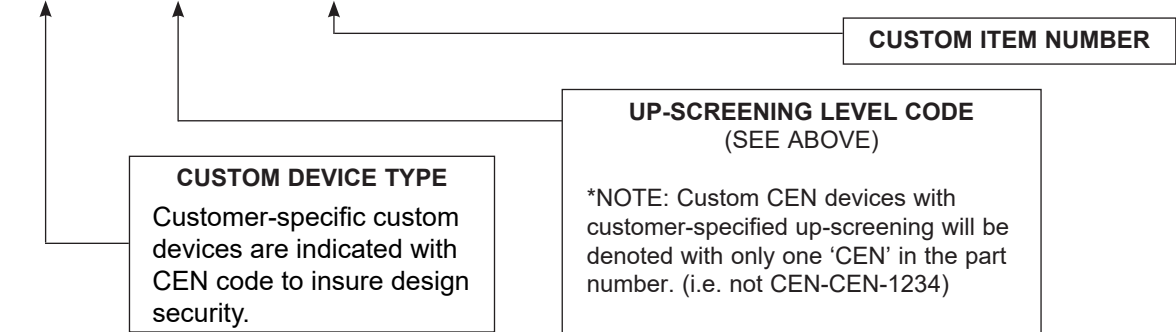 CUSTOM ITEM NUMBER
UP-SCREENING LEVEL CODE
(SEE ABOVE)
*NOTE: Custom CEN devices with
customer-specified up-screening will be
denoted with only one ‘CEN’ in the part
number. (i.e. not CEN-CEN-1234)
CUSTOM DEVICE TYPE
Customer-specific custom
devices are indicated with
CEN code to insure design
security.